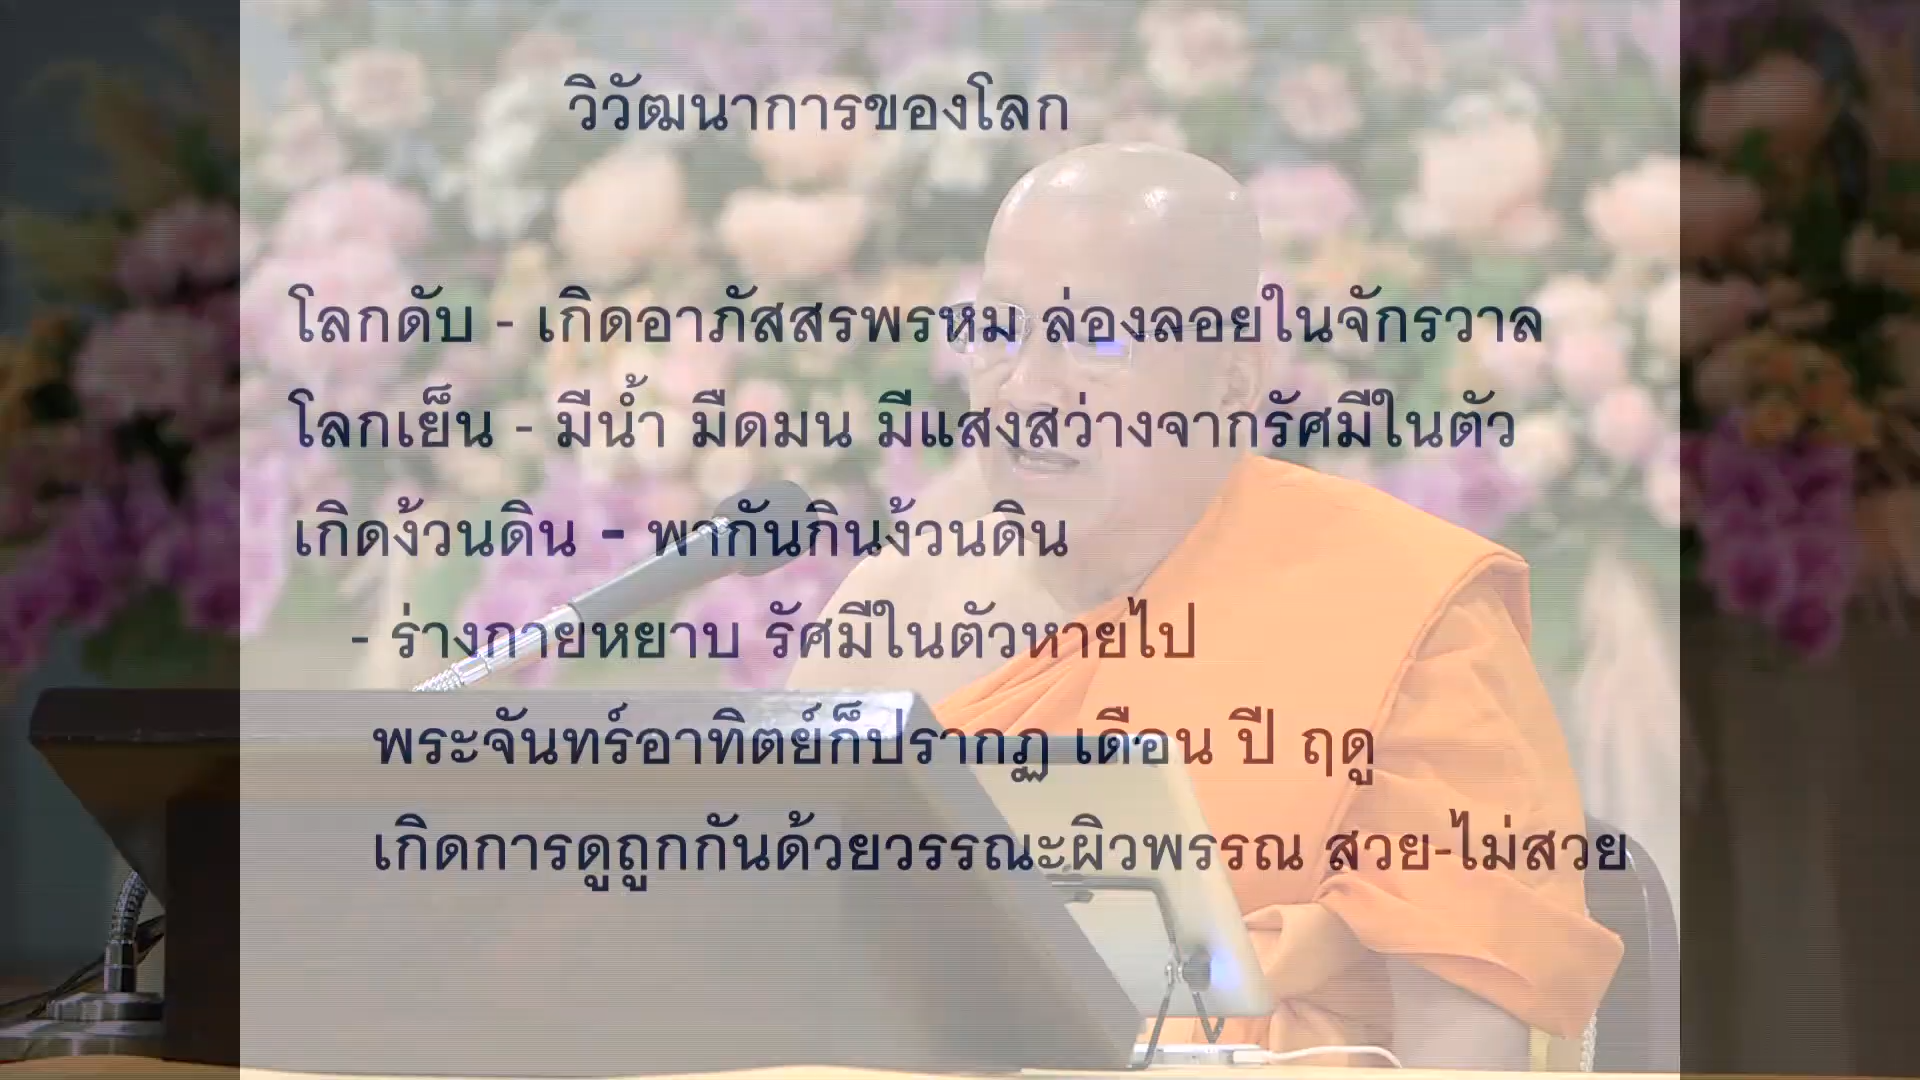 วิวัฒนาการของโลก
โลกดับ - เกิดอาภัสสรพรหม ล่องลอยในจักรวาล
โลกเย็น - มีน้ำ มืดมน มีแสงสว่างจากรัศมีในตัว
เกิดง้วนดิน - พากันกินง้วนดิน
- ร่างกายหยาบ รัศมีในตัวหายไป
พระจันทร์อาทิตย์ก็ปรากฏ เดือน ปี ฤดู
เกิดการดูถูกกันด้วยวรรณะผิวพรรณ สวย-ไม่สวย